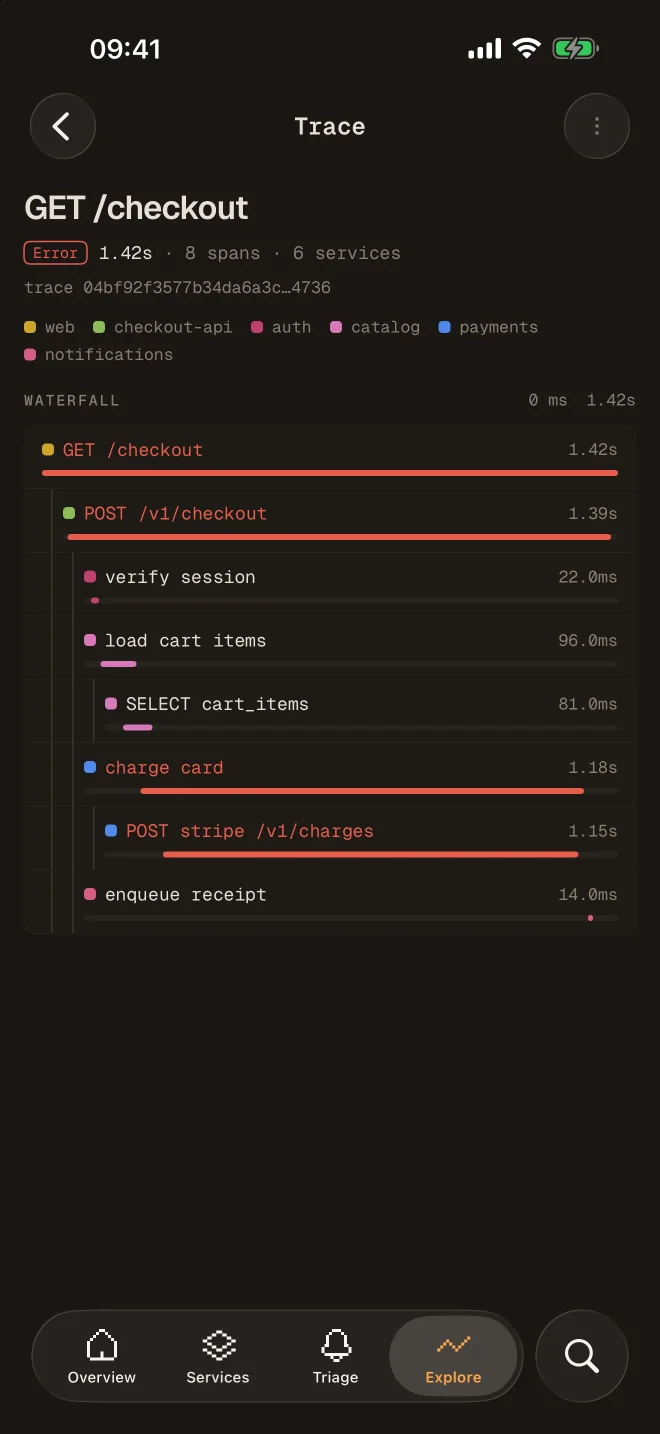 09:41
Trace
GET /checkout
Error 1.42s · 8 spans · 6 services
trace 04bf92f3577b34da6a3c…4736
web checkout-api auth catalog payments
notifications
WATERFALL 0 ms 1.42s
GET /checkout 1.42s
POST /v1/checkout 1.39s
verify session 22.0ms
load cart items 96.0ms
SELECT cart_items 81.0ms
charge card 1.18s
POST stripe /v1/charges 1.15s
enqueue receipt 14.0ms
Overview Services Triage Explore